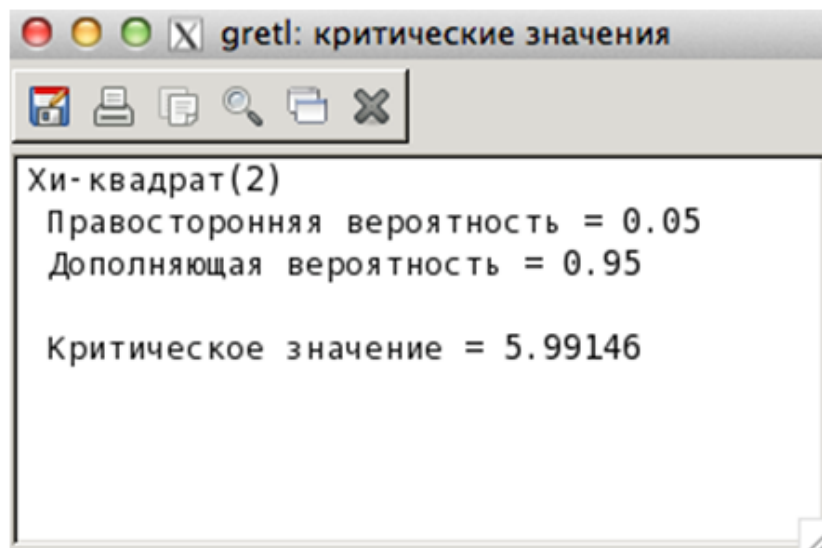 gretl: критические значения
Хи-квадрат(2)
Правосторонняя вероятность = 0.05
Дополняющая вероятность = 0.95
Критическое значение = 5.99146